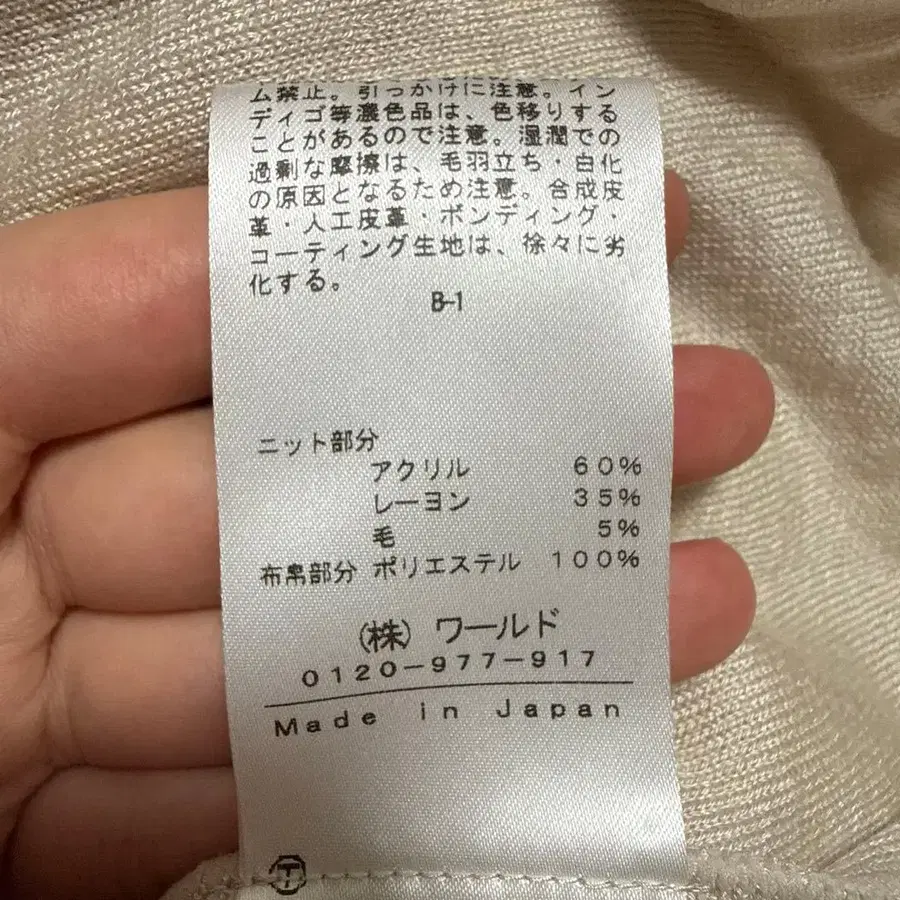 ム禁止。引っかけに注意。イン
ディゴ等濃色品は、色移りする
ことがあるので注意。湿潤での
過剰な摩擦は、毛羽立ち・白化
の原因となるため注意。合成皮
革・人工皮革・ボンディング・
コーティング生地は、徐々に劣
化する。
B-1
ニット部分
アクリル 60%
レーヨン 35%
毛 5%
布帛部分 ポリエステル 100%
(株) ワールド
0120-977-917
Made in Japan
T